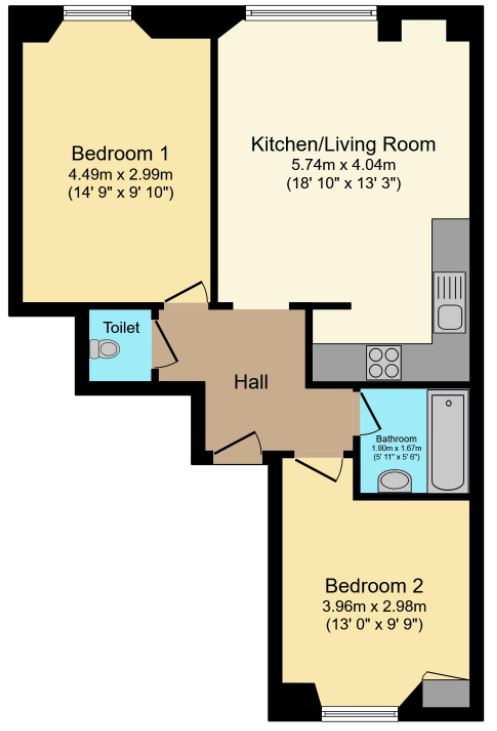 Bedroom 1
4.49m x 2.99m
(14' 9" x 9' 10")
Kitchen/Living Room
5.74m x 4.04m
(18' 10" x 13' 3")
Toilet
Hall
Bathroom
1.80m x 1.67m
(5' 11" x 5' 6")
Bedroom 2
3.96m x 2.98m
(13' 0" x 9' 9")